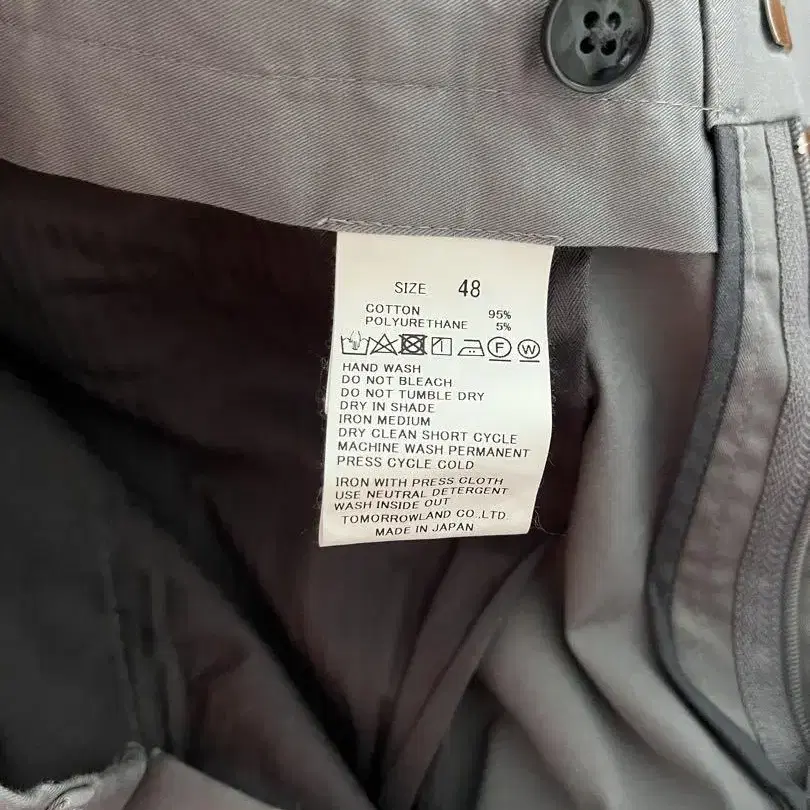 SIZE 48
COTTON 95%
POLYURETHANE 5%
F W
HAND WASH
DO NOT BLEACH
DO NOT TUMBLE DRY
DRY IN SHADE
IRON MEDIUM
DRY CLEAN SHORT CYCLE
MACHINE WASH PERMANENT
PRESS CYCLE COLD
IRON WITH PRESS CLOTH
USE NEUTRAL DETERGENT
WASH INSIDE OUT
TOMORROWLAND CO.,LTD.
MADE IN JAPAN